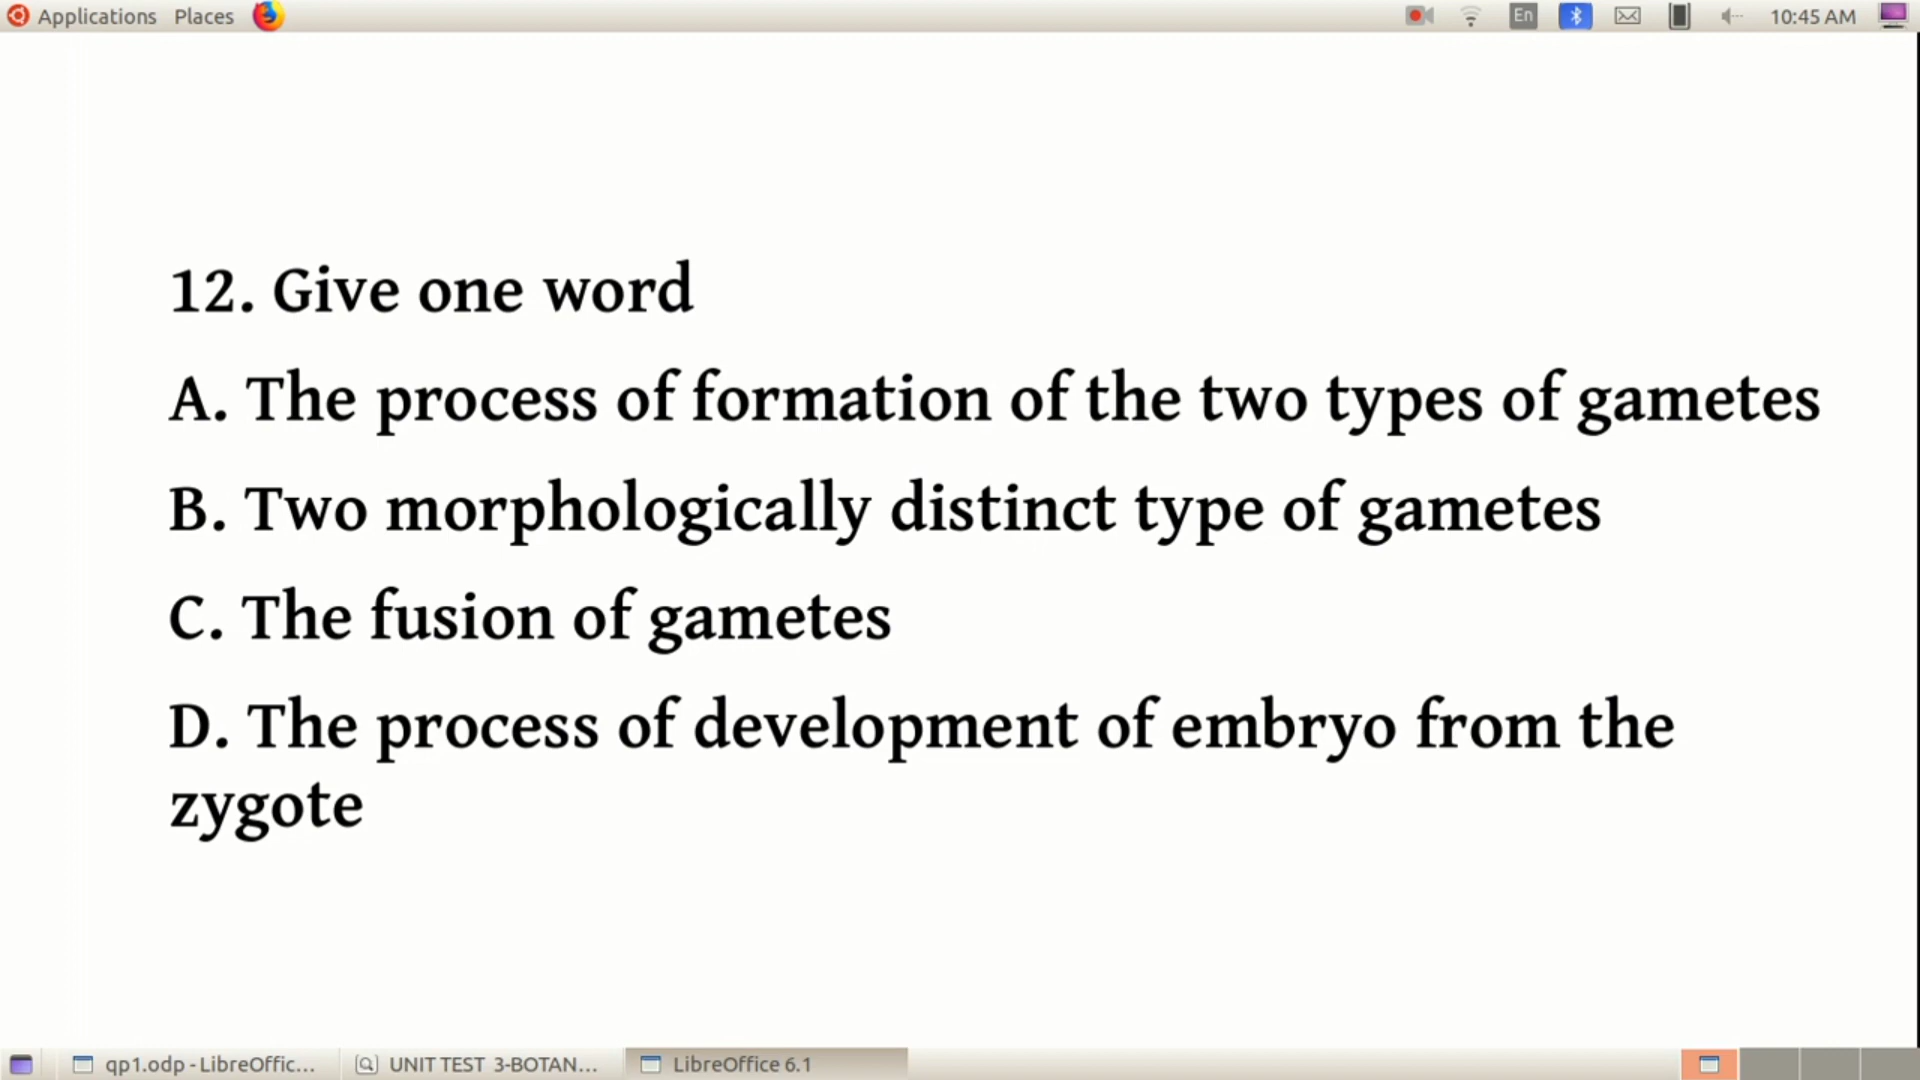 Applications Places En 10:45 AM
12. Give one word
A. The process of formation of the two types of gametes
B. Two morphologically distinct type of gametes
C. The fusion of gametes
D. The process of development of embryo from the
zygote
qp1.odp - LibreOffic... UNIT TEST 3-BOTAN... LibreOffice 6.1